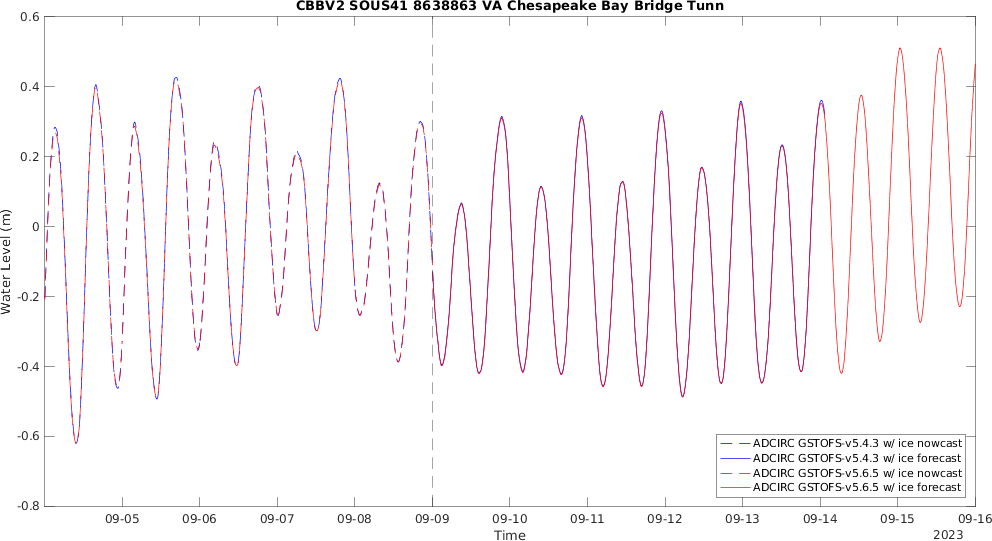 CBBV2 SOUS41 8638863 VA Chesapeake Bay Bridge Tunn
0.6
0.4
0.2
0
-0.2
-0.4
-0.6
-0.8
Water Level (m)
09-05 09-06 09-07 09-08 09-09 09-10 09-11 09-12 09-13 09-14 09-15 09-16
Time
2023
ADCIRC GSTOFS-v5.4.3 w/ ice nowcast
ADCIRC GSTOFS-v5.4.3 w/ ice forecast
ADCIRC GSTOFS-v5.6.5 w/ ice nowcast
ADCIRC GSTOFS-v5.6.5 w/ ice forecast